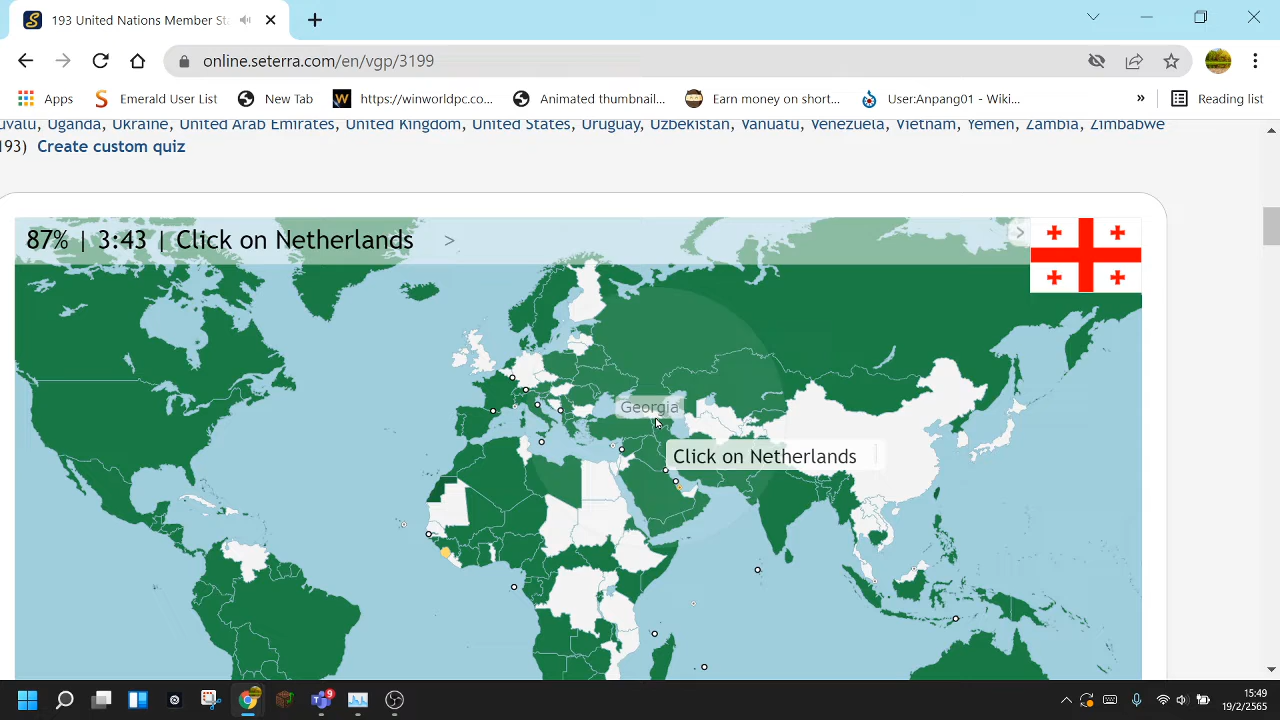 193 United Nations Member St
online.seterra.com/en/vgp/3199
Apps Emerald User List New Tab https://winworldpc.c... Animated thumbnail... Earn money on short... User:Anpang01 – Wiki... » Reading list
uvalu, Uganda, Ukraine, United Arab Emirates, United Kingdom, United States, Uruguay, Uzbekistan, Vanuatu, Venezuela, Vietnam, Yemen, Zambia, Zimbabwe
193) Create custom quiz
87% | 3:43 | Click on Netherlands >
Georgia
Click on Netherlands
9
15:49
19/2/2565